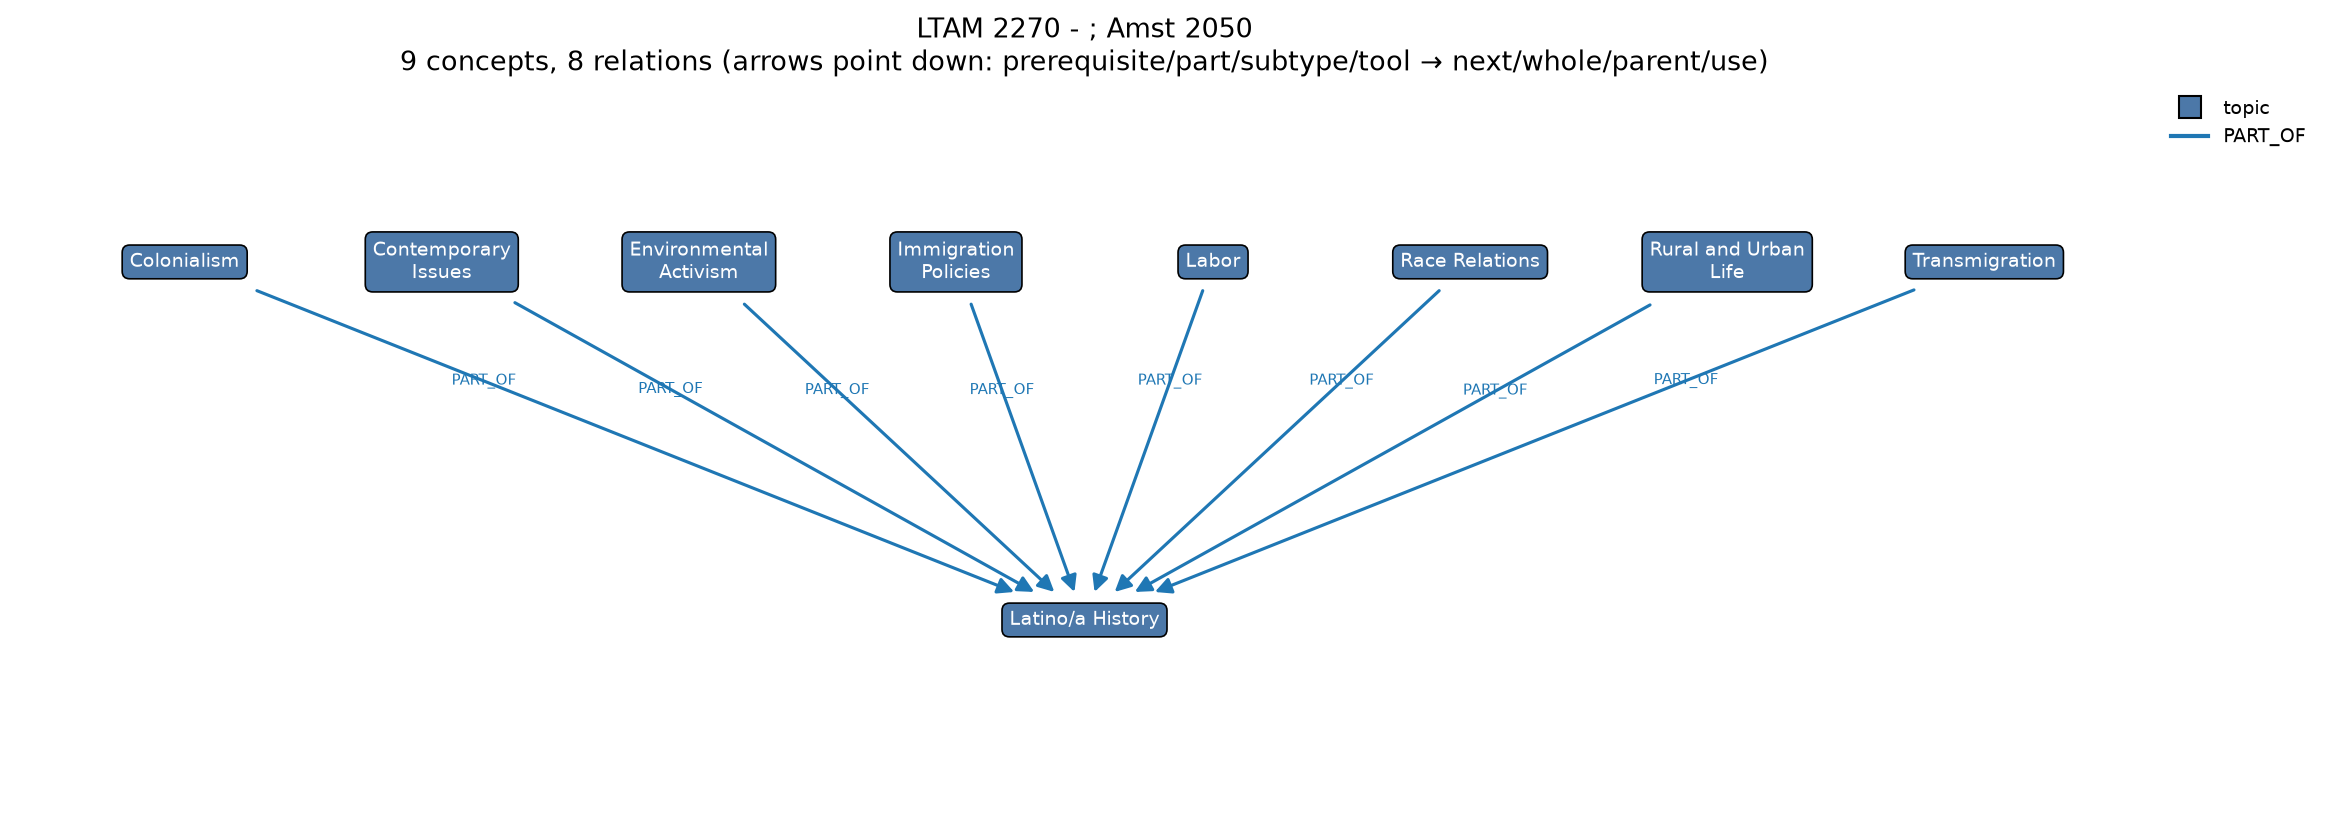 LTAM 2270 - ; Amst 2050
9 concepts, 8 relations (arrows point down: prerequisite/part/subtype/tool → next/whole/parent/use)
topic
PART_OF
Colonialism
Contemporary
Issues
Environmental
Activism
Immigration
Policies
Labor
Race Relations
Rural and Urban
Life
Transmigration
PART_OF
PART_OF
PART_OF
PART_OF
PART_OF
PART_OF
PART_OF
PART_OF
Latino/a History